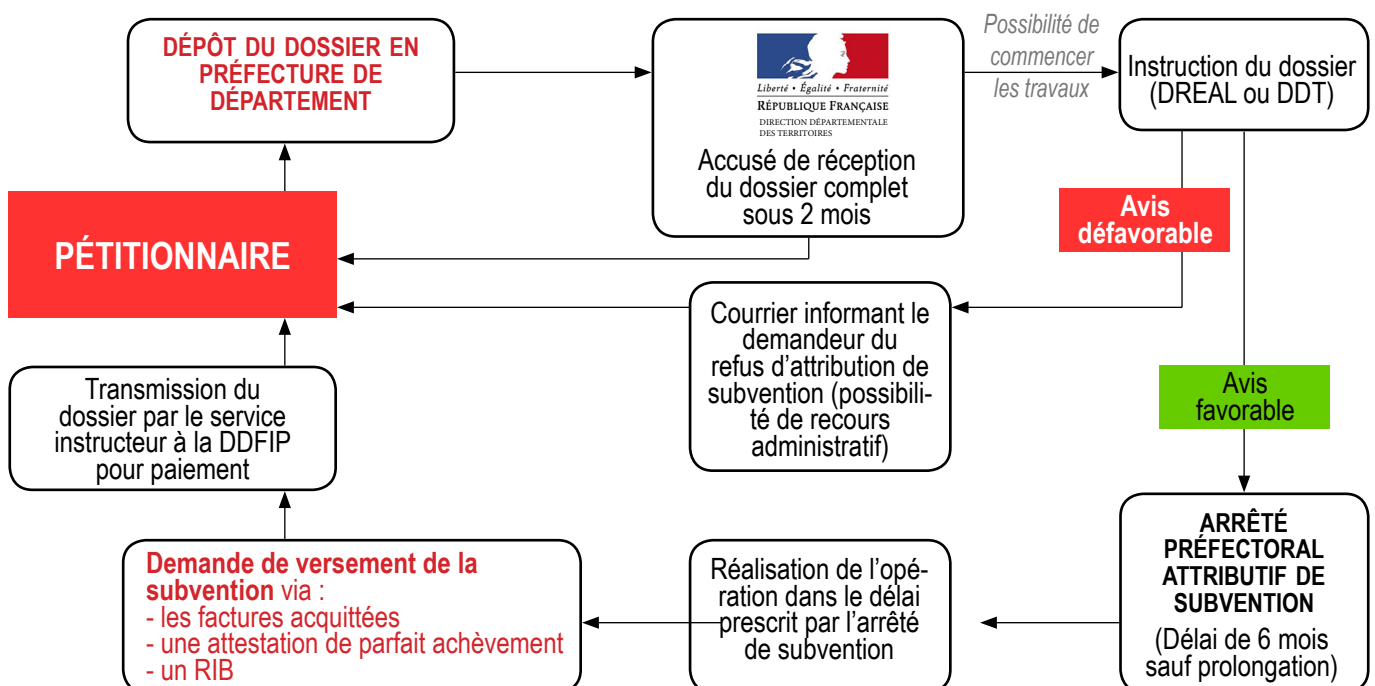 DÉPÔT DU DOSSIER EN
PRÉFECTURE DE
DÉPARTEMENT
Liberté • Égalité • Fraternité
RÉPUBLIQUE FRANÇAISE
DIRECTION DÉPARTEMENTALE
DES TERRITOIRES
Accusé de réception
du dossier complet
sous 2 mois
Possibilité de
commencer
les travaux
Instruction du dossier
(DREAL ou DDT)
PÉTITIONNAIRE
Avis
défavorable
Courrier informant le
demandeur du
refus d’attribution de
subvention (possibili-
té de recours
administratif)
Avis
favorable
Transmission du
dossier par le service
instructeur à la DDFIP
pour paiement
ARRÊTÉ
PRÉFECTORAL
ATTRIBUTIF DE
SUBVENTION
(Délai de 6 mois
sauf prolongation)
Réalisation de l’opé-
ration dans le délai
prescrit par l’arrêté
de subvention
Demande de versement de la
subvention via :
- les factures acquittées
- une attestation de parfait achèvement
- un RIB